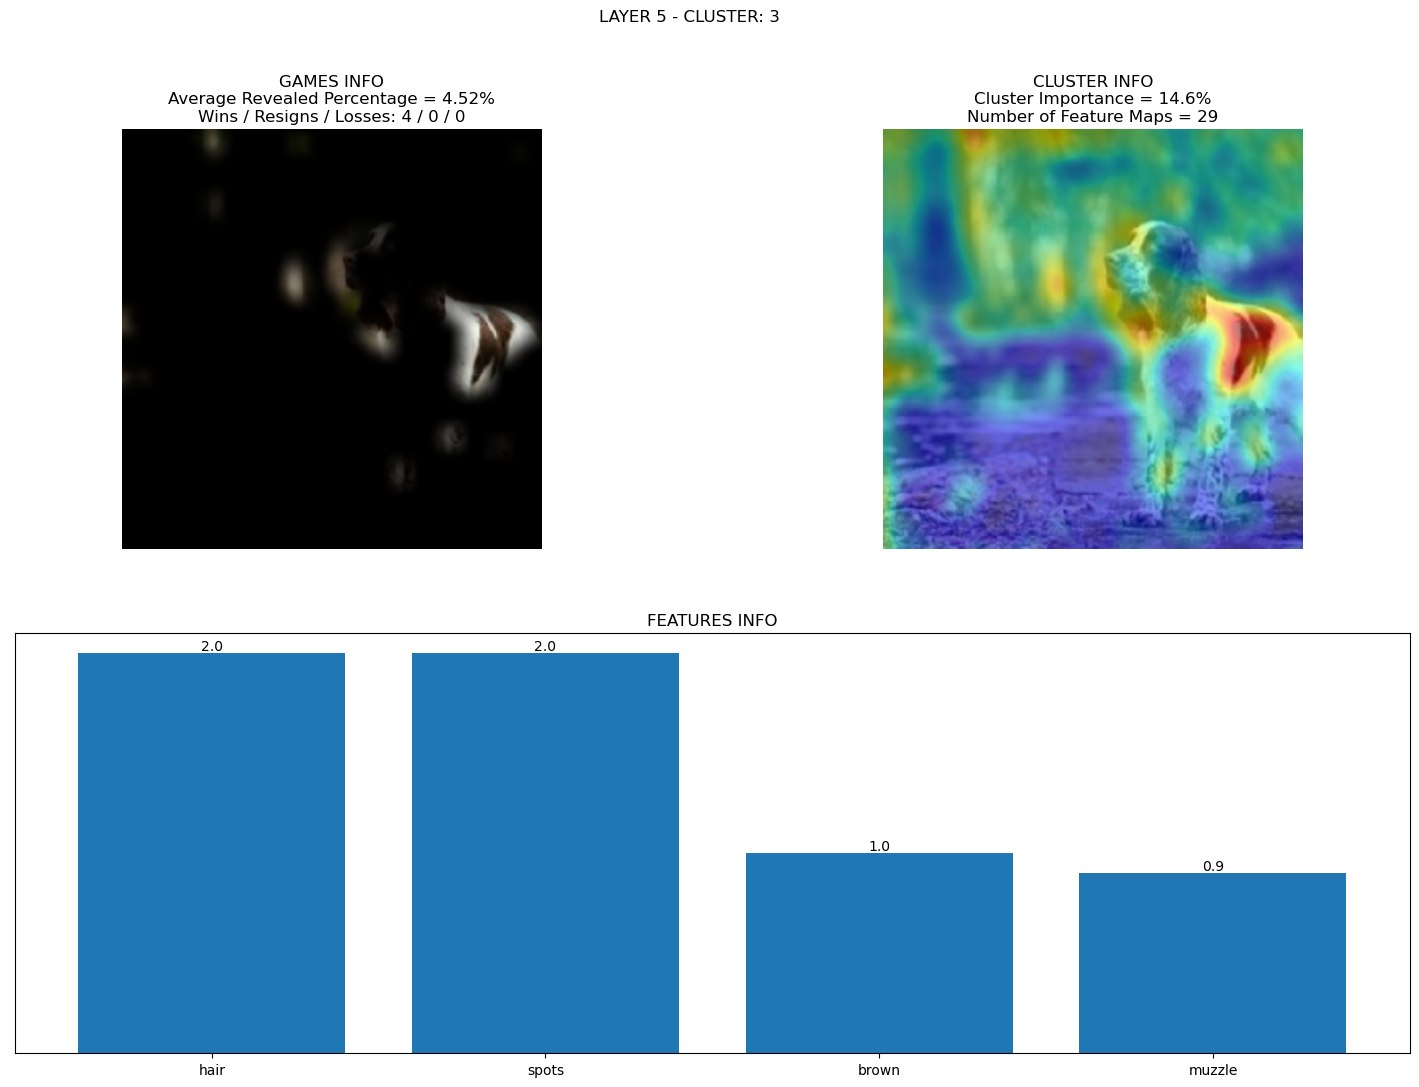 LAYER 5 - CLUSTER: 3
GAMES INFO
Average Revealed Percentage = 4.52%
Wins / Resigns / Losses: 4 / 0 / 0
CLUSTER INFO
Cluster Importance = 14.6%
Number of Feature Maps = 29
FEATURES INFO
2.0
2.0
1.0
0.9
hair
spots
brown
muzzle